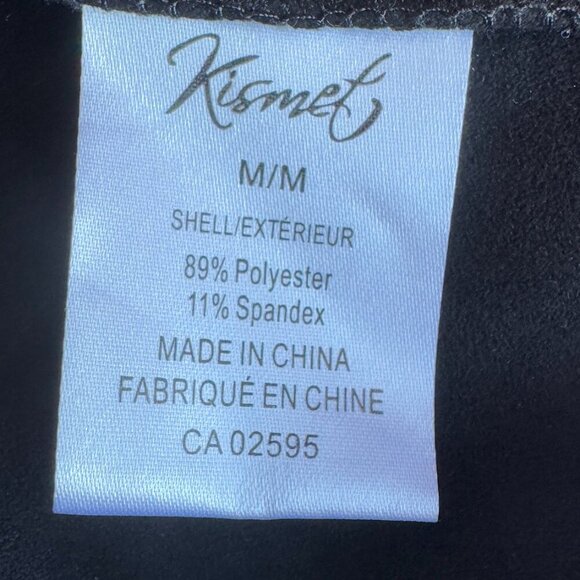 Kismet
M/M
SHELL/EXTÉRIEUR
89% Polyester
11% Spandex
MADE IN CHINA
FABRIQUÉ EN CHINE
CA 02595